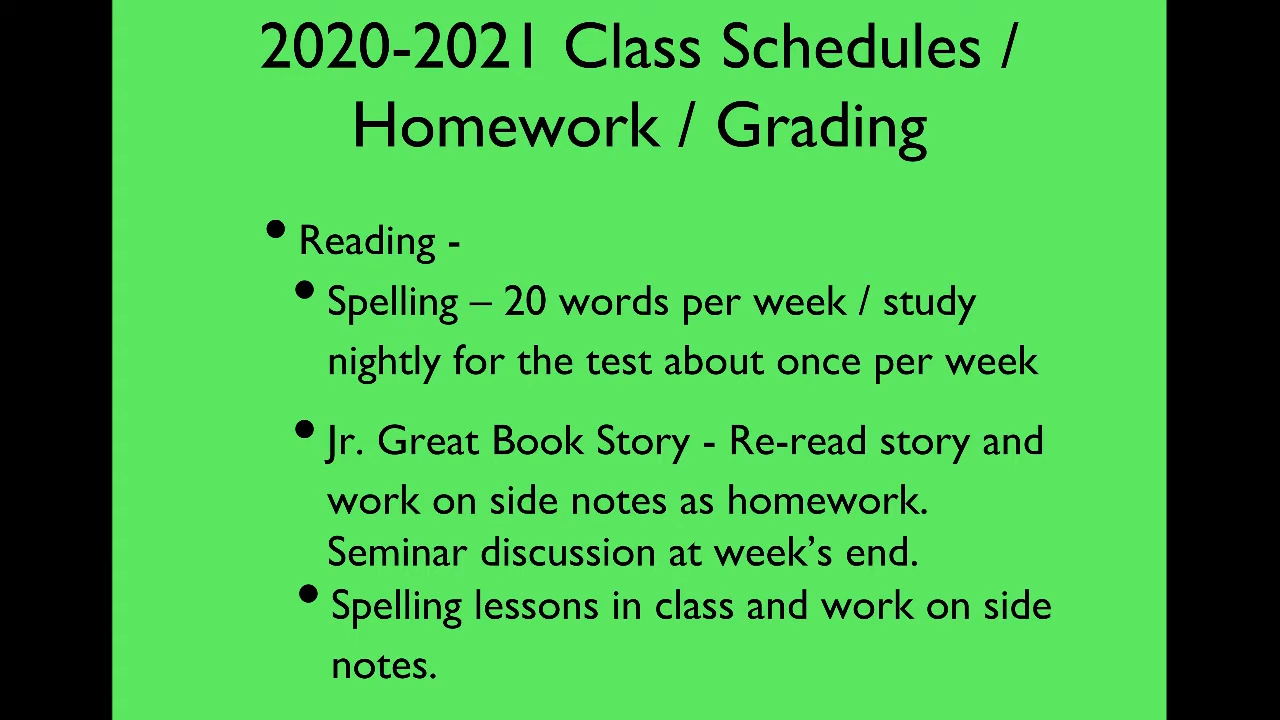 2020-2021 Class Schedules /
Homework / Grading
• Reading -
• Spelling – 20 words per week / study
nightly for the test about once per week
• Jr. Great Book Story - Re-read story and
work on side notes as homework.
Seminar discussion at week’s end.
• Spelling lessons in class and work on side
notes.